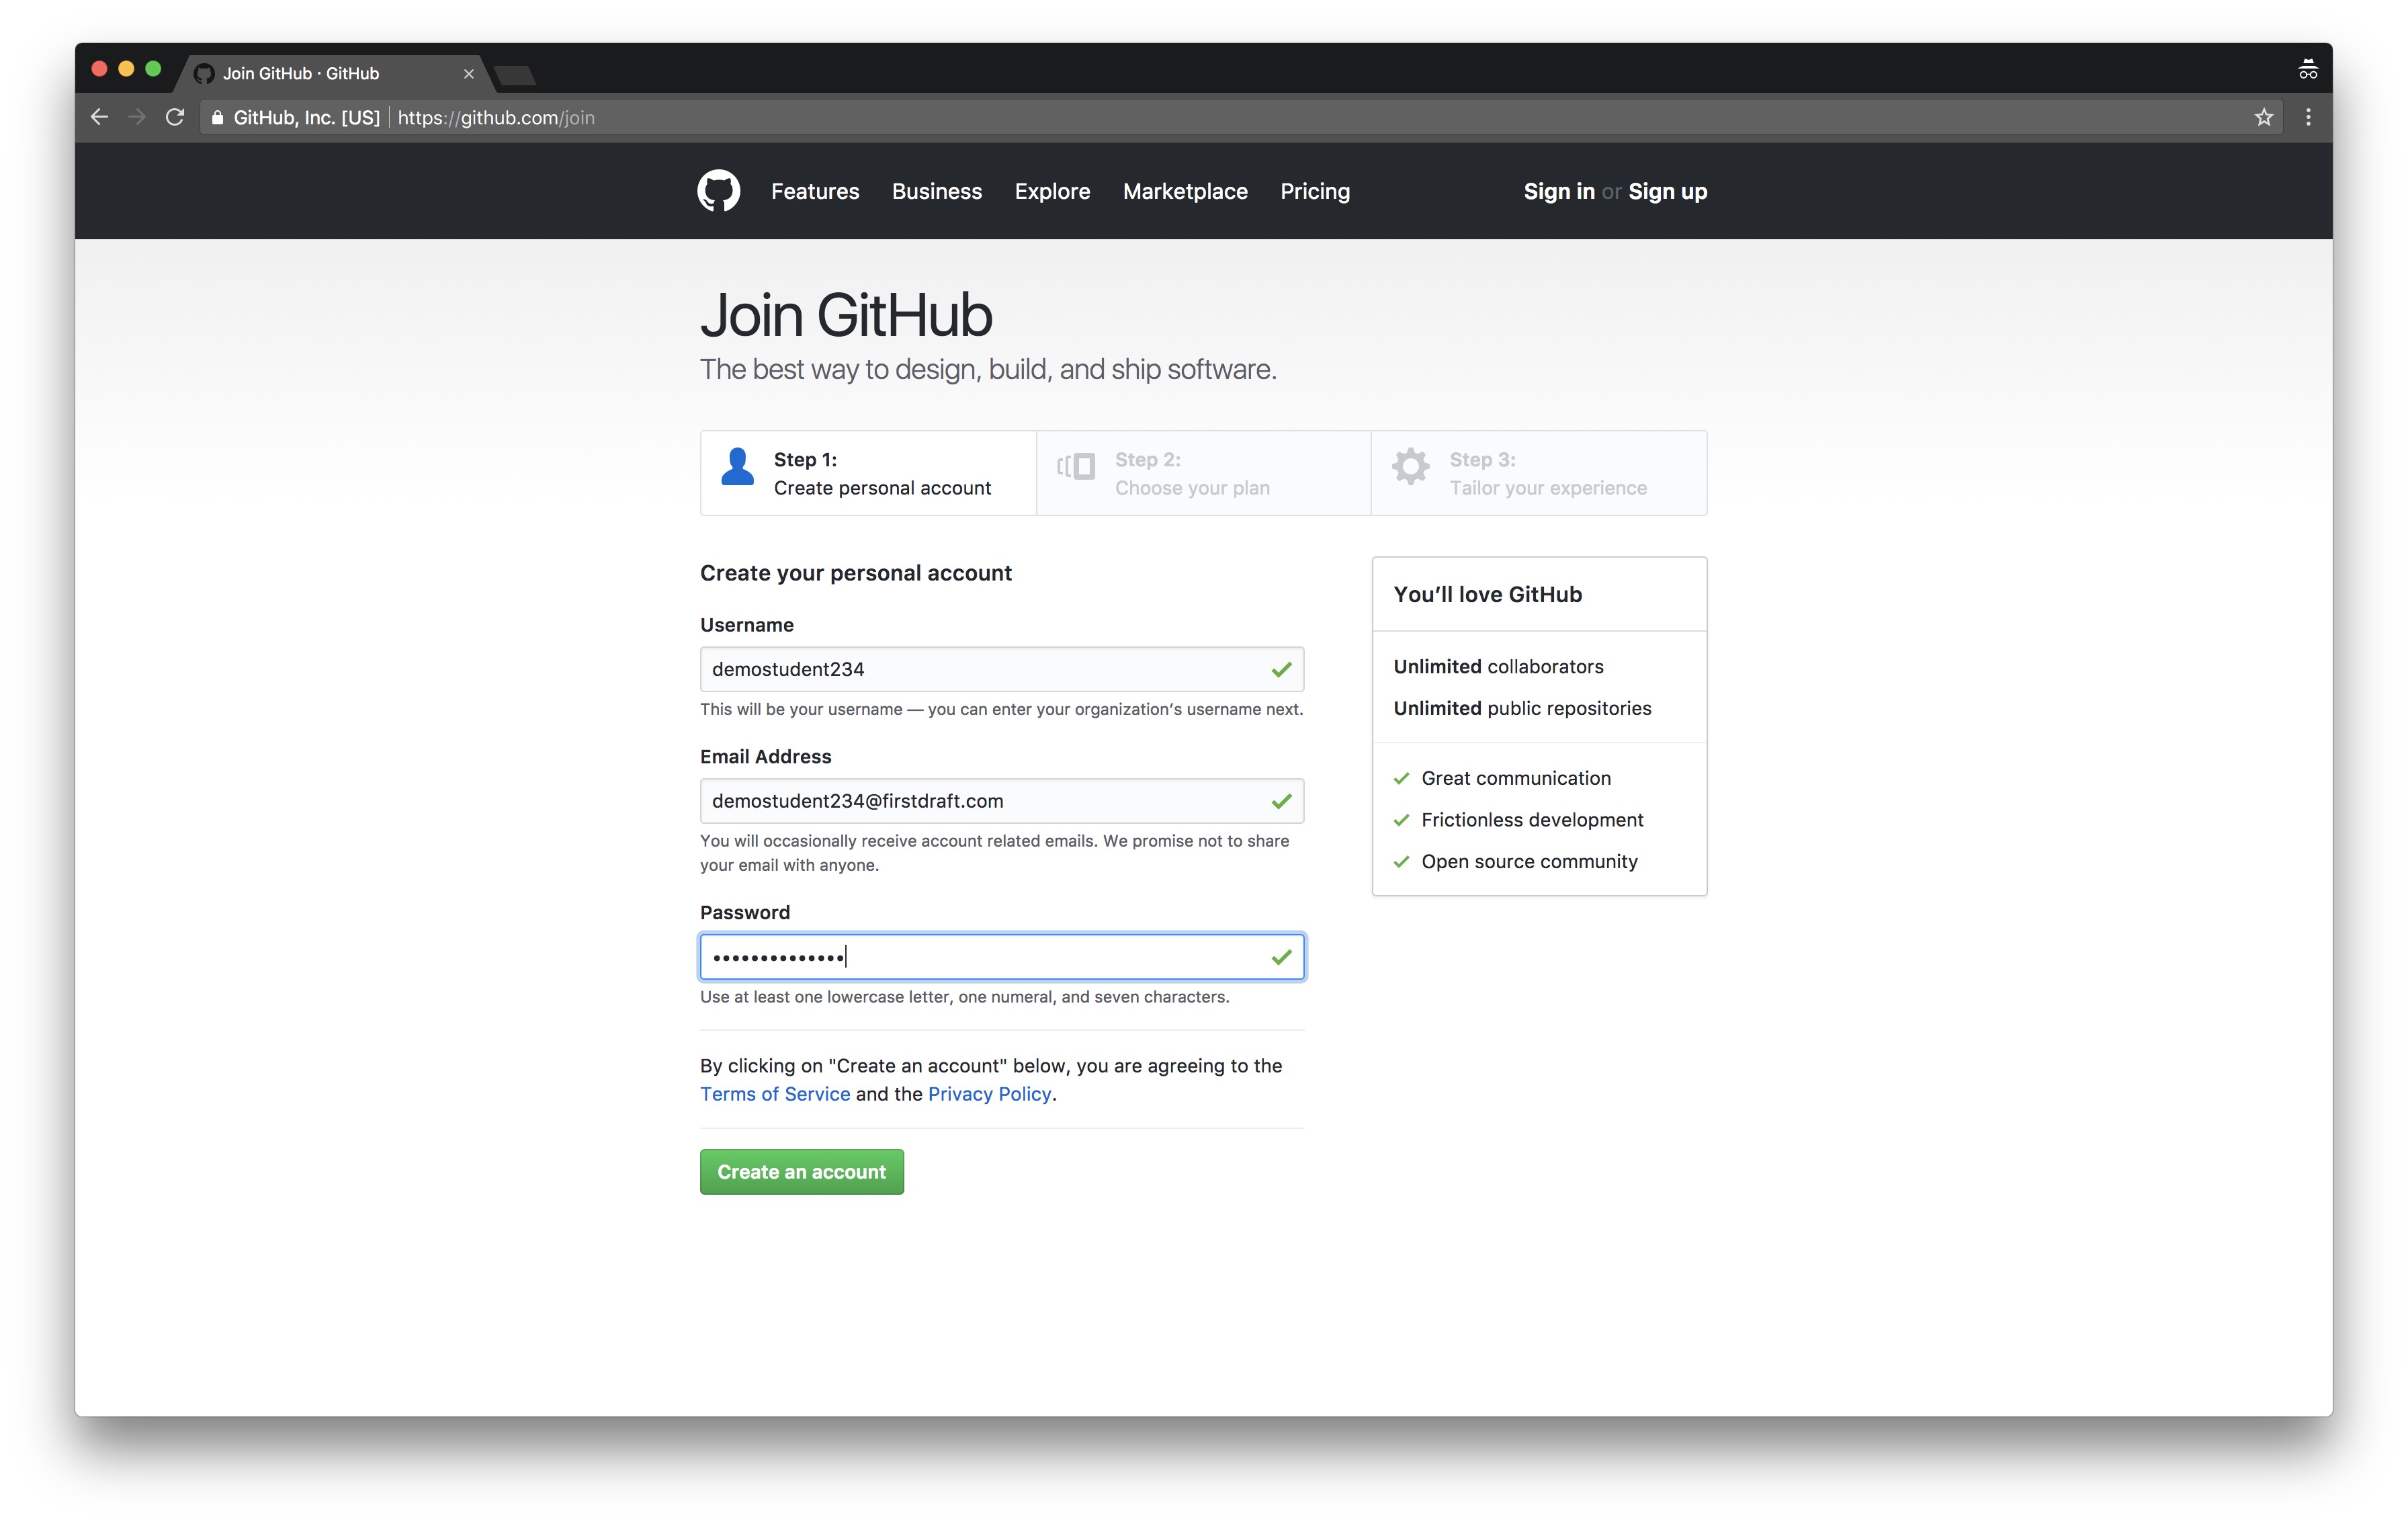 Join GitHub · GitHub
GitHub, Inc. [US] | https://github.com/join
Features Business Explore Marketplace Pricing Sign in or Sign up
Join GitHub
The best way to design, build, and ship software.
Step 1:
Create personal account
Step 2:
Choose your plan
Step 3:
Tailor your experience
Create your personal account
Username
demostudent234
This will be your username — you can enter your organization’s username next.
Email Address
demostudent234@firstdraft.com
You will occasionally receive account related emails. We promise not to share
your email with anyone.
Password
••••••••••••••
Use at least one lowercase letter, one numeral, and seven characters.
By clicking on "Create an account" below, you are agreeing to the
Terms of Service and the Privacy Policy.
Create an account
You’ll love GitHub
Unlimited collaborators
Unlimited public repositories
Great communication
Frictionless development
Open source community